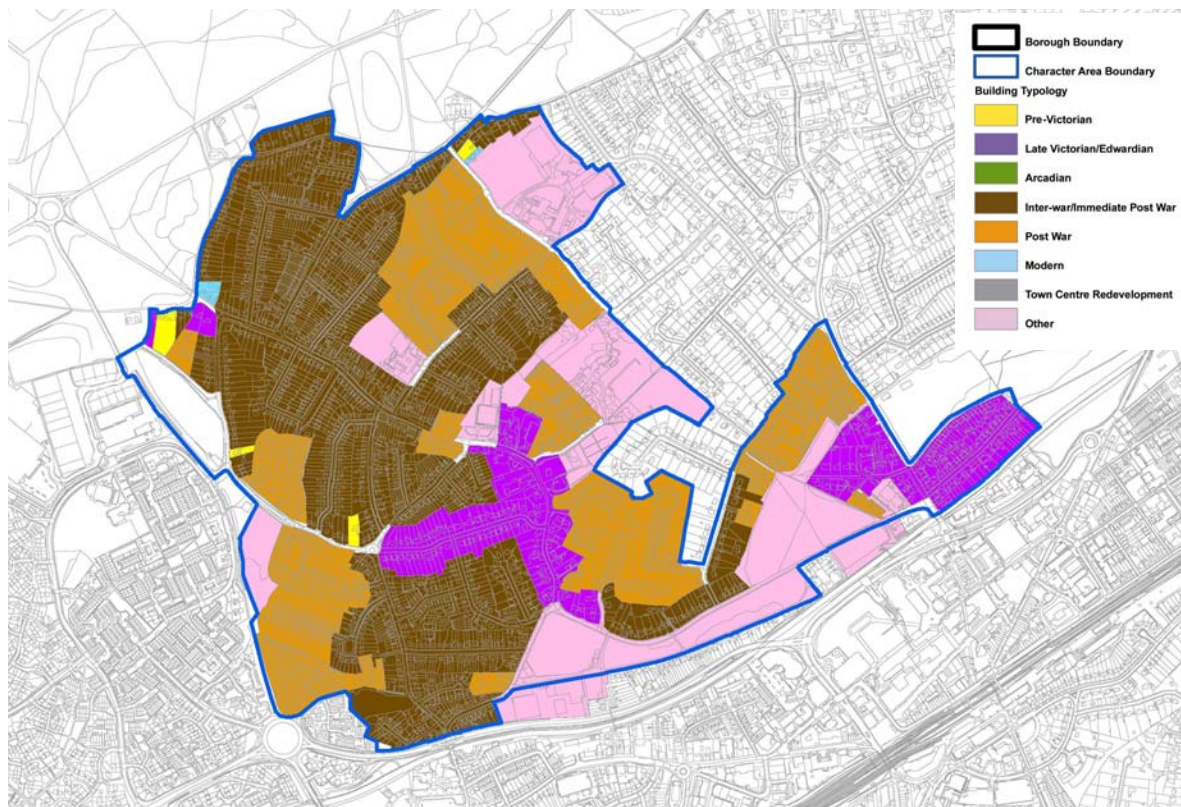 Borough Boundary
Character Area Boundary
Building Typology
Pre-Victorian
Late Victorian/Edwardian
Arcadian
Inter-war/Immediate Post War
Post War
Modern
Town Centre Redevelopment
Other